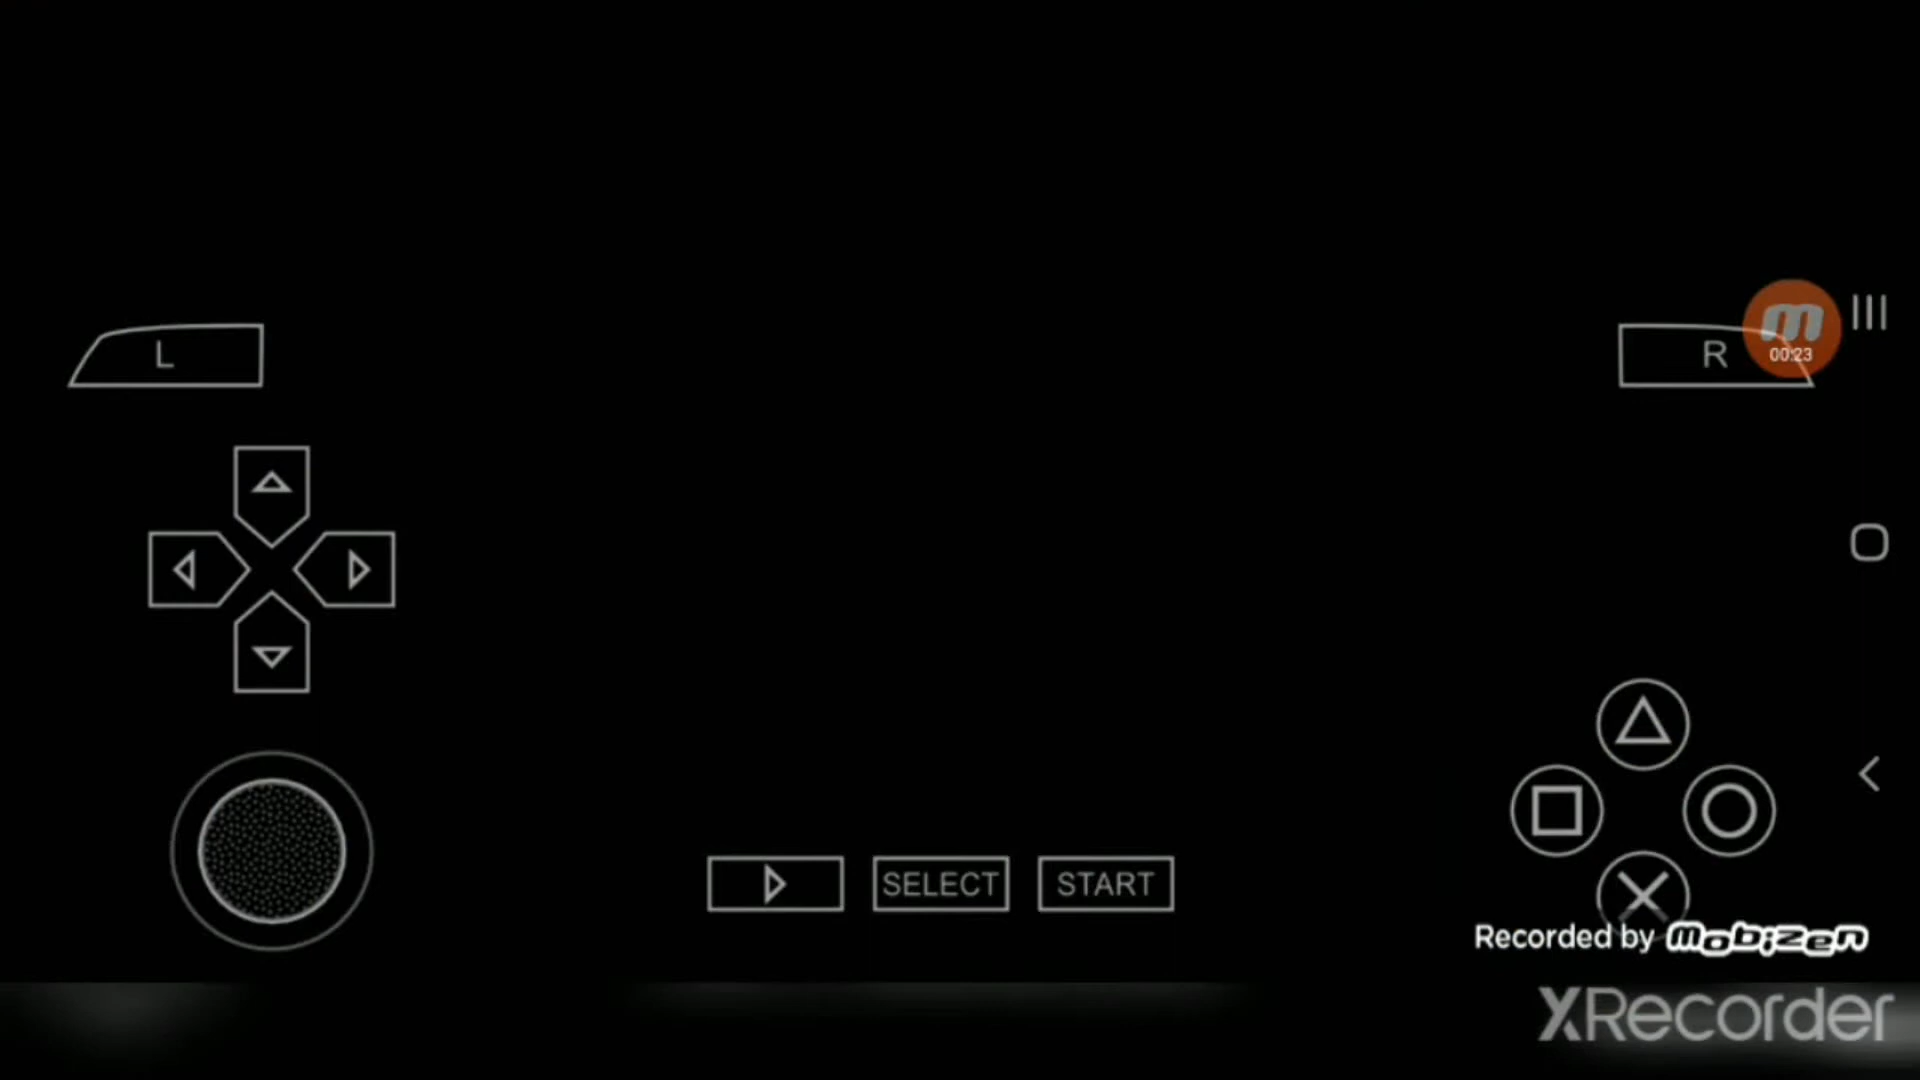 L
R
m
00:23
SELECT
START
Recorded by mobizen
XRecorder